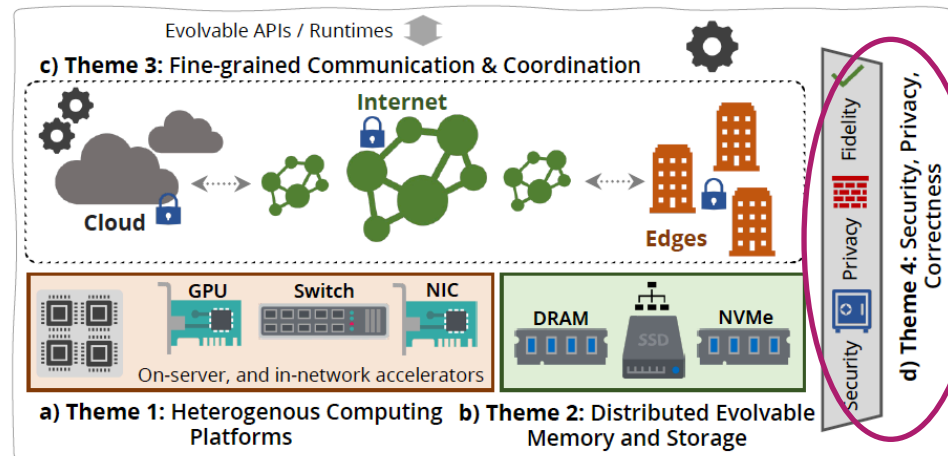 Evolvable APIs / Runtimes
c) Theme 3: Fine-grained Communication & Coordination
Internet
Cloud
Edges
GPU
Switch
NIC
On-server, and in-network accelerators
DRAM
SSD
NVMe
a) Theme 1: Heterogenous Computing
Platforms
b) Theme 2: Distributed Evolvable
Memory and Storage
Security
Privacy
Fidelity
d) Theme 4: Security, Privacy,
Correctness